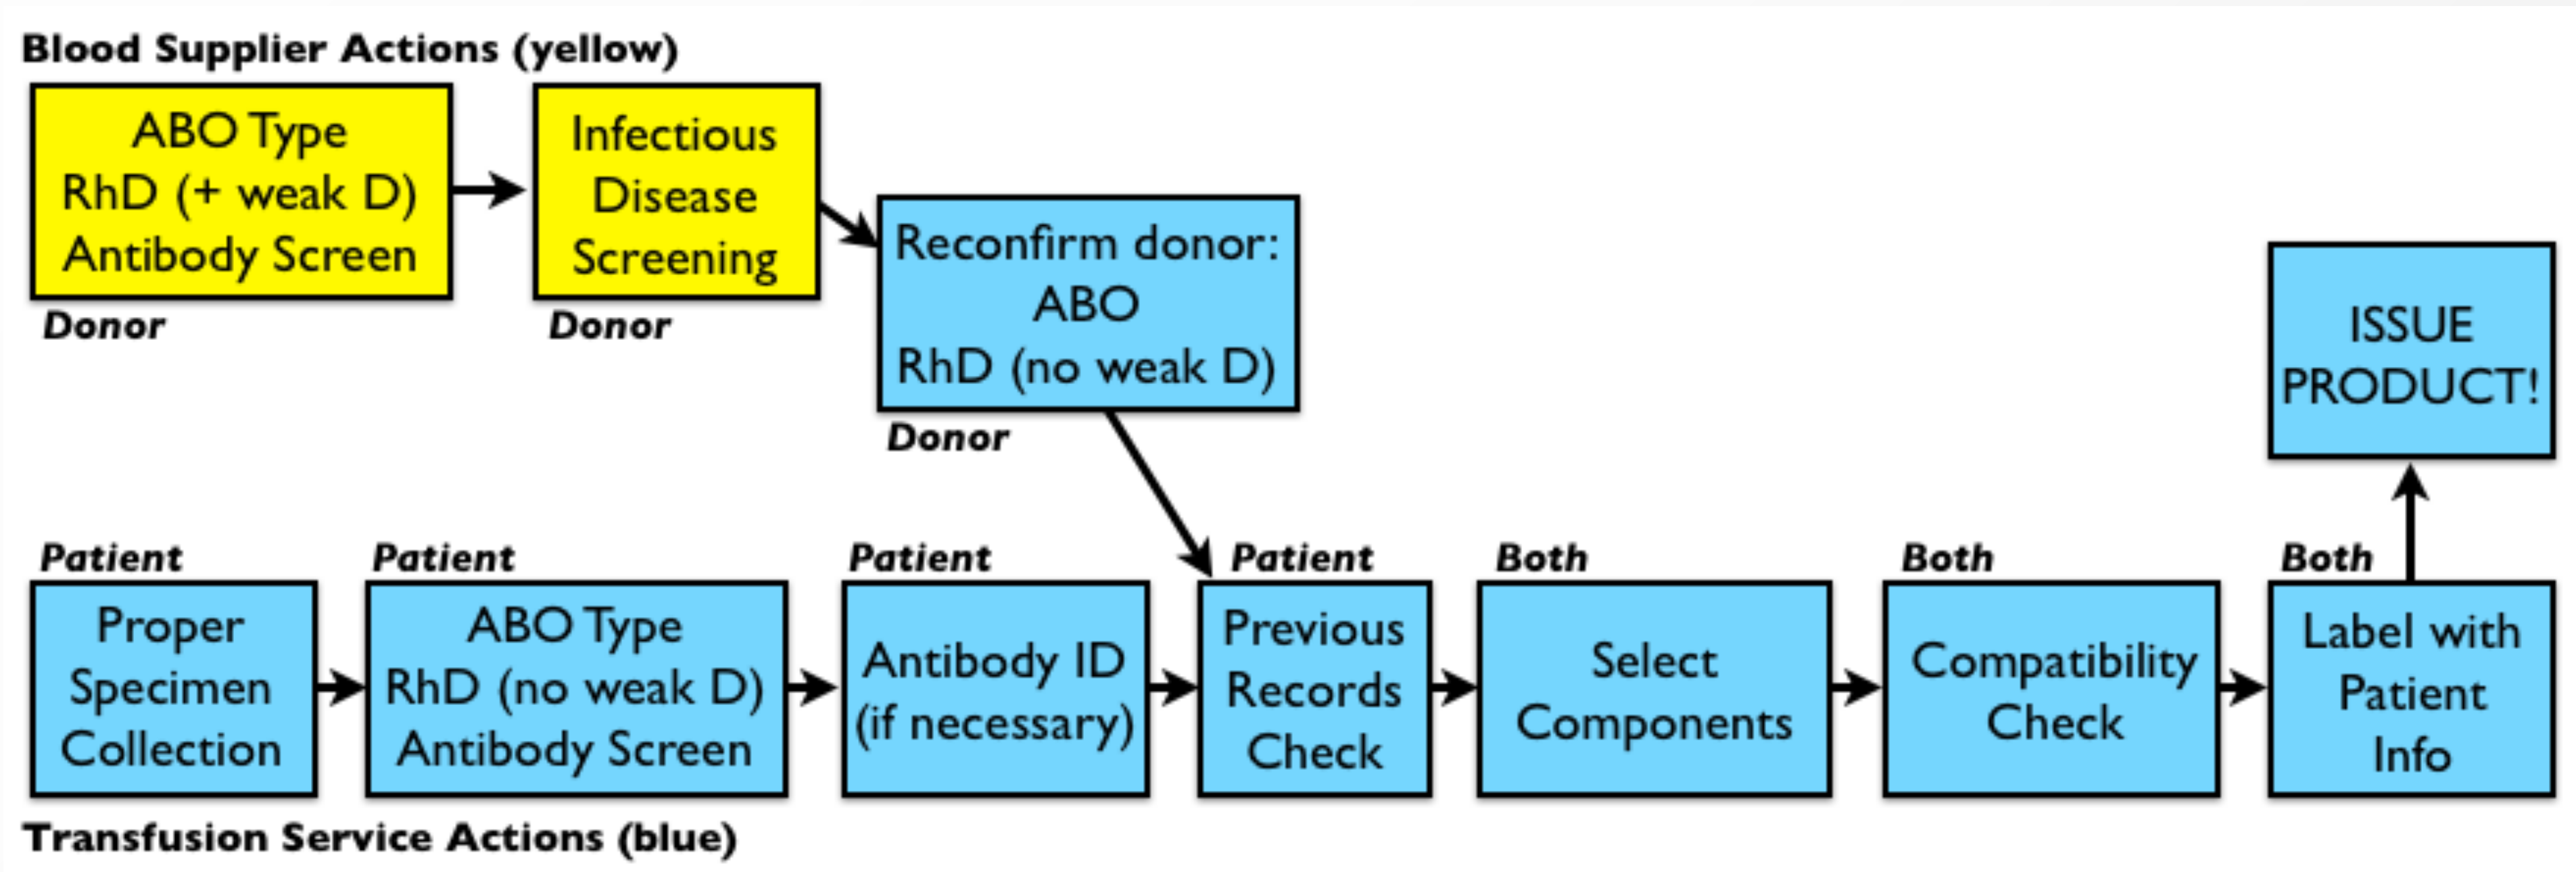 Blood Supplier Actions (yellow)
ABO Type
RhD (+ weak D)
Antibody Screen
Donor
Infectious
Disease
Screening
Donor
Reconfirm donor:
ABO
RhD (no weak D)
Donor
Patient
Proper
Specimen
Collection
Patient
ABO Type
RhD (no weak D)
Antibody Screen
Patient
Antibody ID
(if necessary)
Patient
Previous
Records
Check
Both
Select
Components
Both
Compatibility
Check
Both
Label with
Patient
Info
ISSUE
PRODUCT!
Transfusion Service Actions (blue)